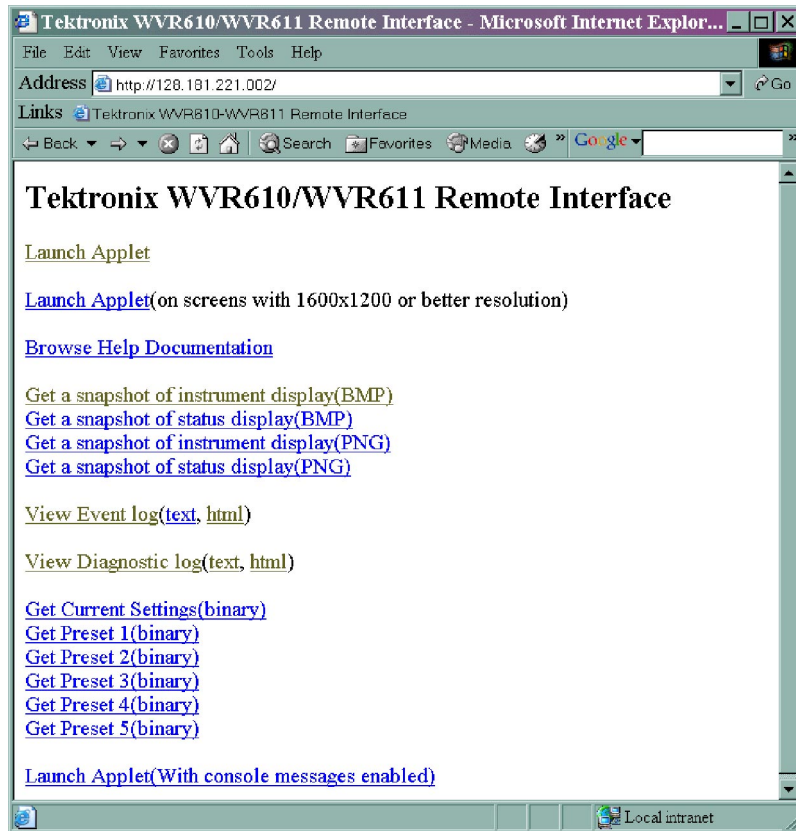 Tektronix WVR610/WVR611 Remote Interface - Microsoft Internet Explor...
File Edit View Favorites Tools Help
Address http://128.181.221.002/ Go
Links Tektronix WVR610-WVR611 Remote Interface
Back Search Favorites Media » Google »
Tektronix WVR610/WVR611 Remote Interface
Launch Applet
Launch Applet(on screens with 1600x1200 or better resolution)
Browse Help Documentation
Get a snapshot of instrument display(BMP)
Get a snapshot of status display(BMP)
Get a snapshot of instrument display(PNG)
Get a snapshot of status display(PNG)
View Event log(text, html)
View Diagnostic log(text, html)
Get Current Settings(binary)
Get Preset 1(binary)
Get Preset 2(binary)
Get Preset 3(binary)
Get Preset 4(binary)
Get Preset 5(binary)
Launch Applet(With console messages enabled)
Local intranet